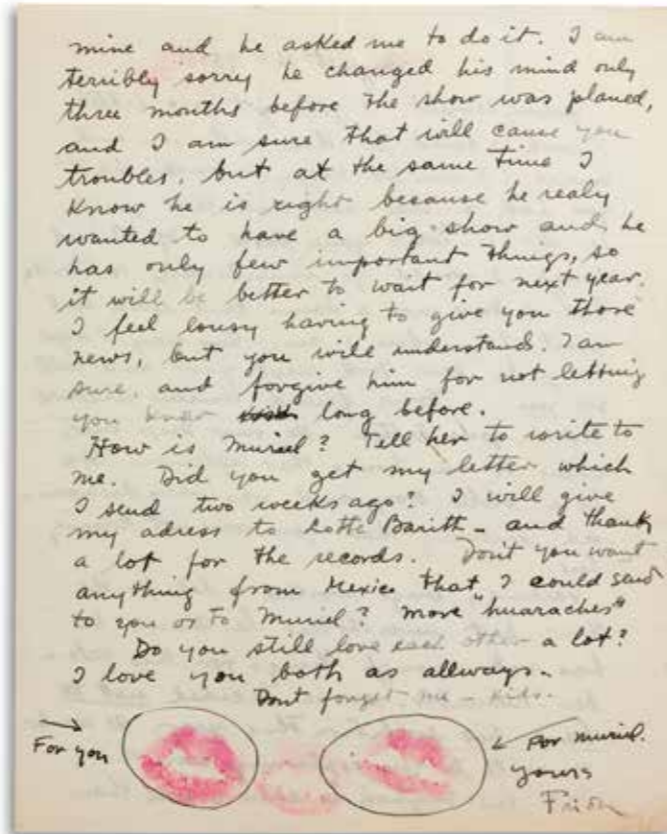 mine and he asked me to do it. I am
terribly sorry he changed his mind only
three months before the show was planed,
and I am sure that will cause you
troubles, but at the same time I
know he is right because he realy
wanted to have a big show and he
has only few important things, so
it will be better to wait for next year.
I feel lousy having to give you those
news, but you will understand. I am
sure, and forgive him for not letting
you know long before.
How is Muriel? Tell her to write to
me. Did you get my letter which
I send two weeks ago? I will give
my adress to Lotte Baritt - and thanks
a lot for the records. Don't you want
anything from Mexico that I could send
to you or to Muriel? more "huaraches"
Do you still love each other a lot?
I love you both as allways.
Dont forget me - Kids.
For you
For Muriel.
yours
Frida